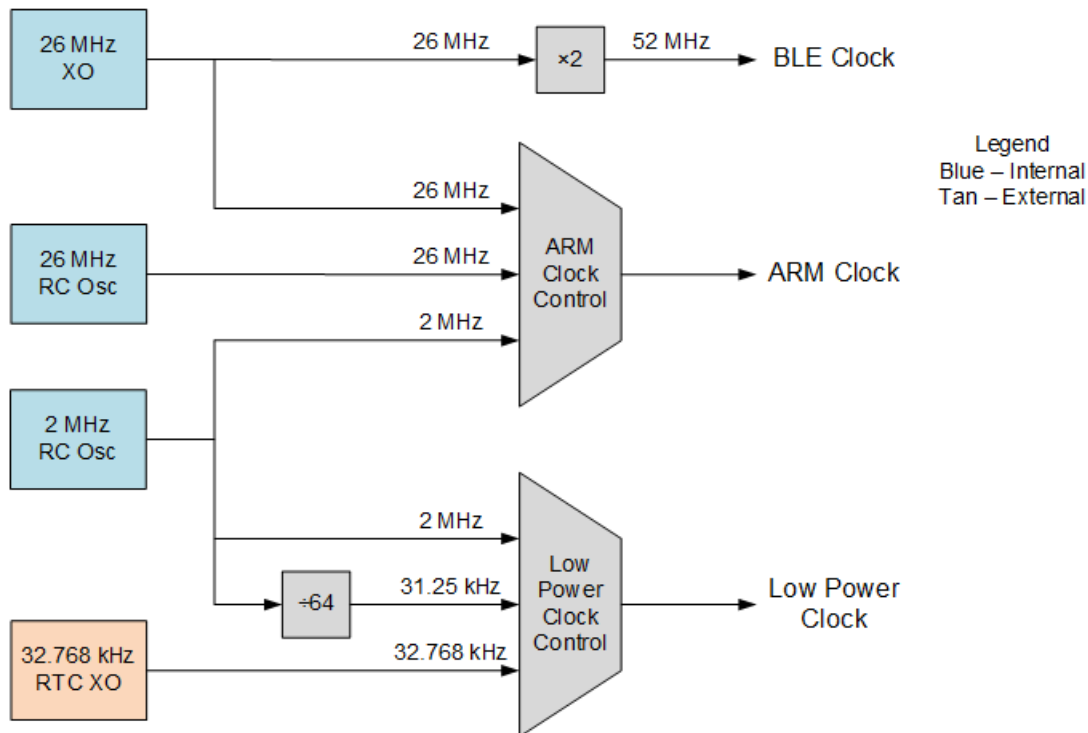 26 MHz
XO
26 MHz
×2
52 MHz
BLE Clock
Legend
Blue – Internal
Tan – External
26 MHz
26 MHz
RC Osc
26 MHz
ARM
Clock
Control
ARM Clock
2 MHz
2 MHz
RC Osc
2 MHz
÷64
31.25 kHz
Low
Power
Clock
Control
Low Power
Clock
32.768 kHz
RTC XO
32.768 kHz